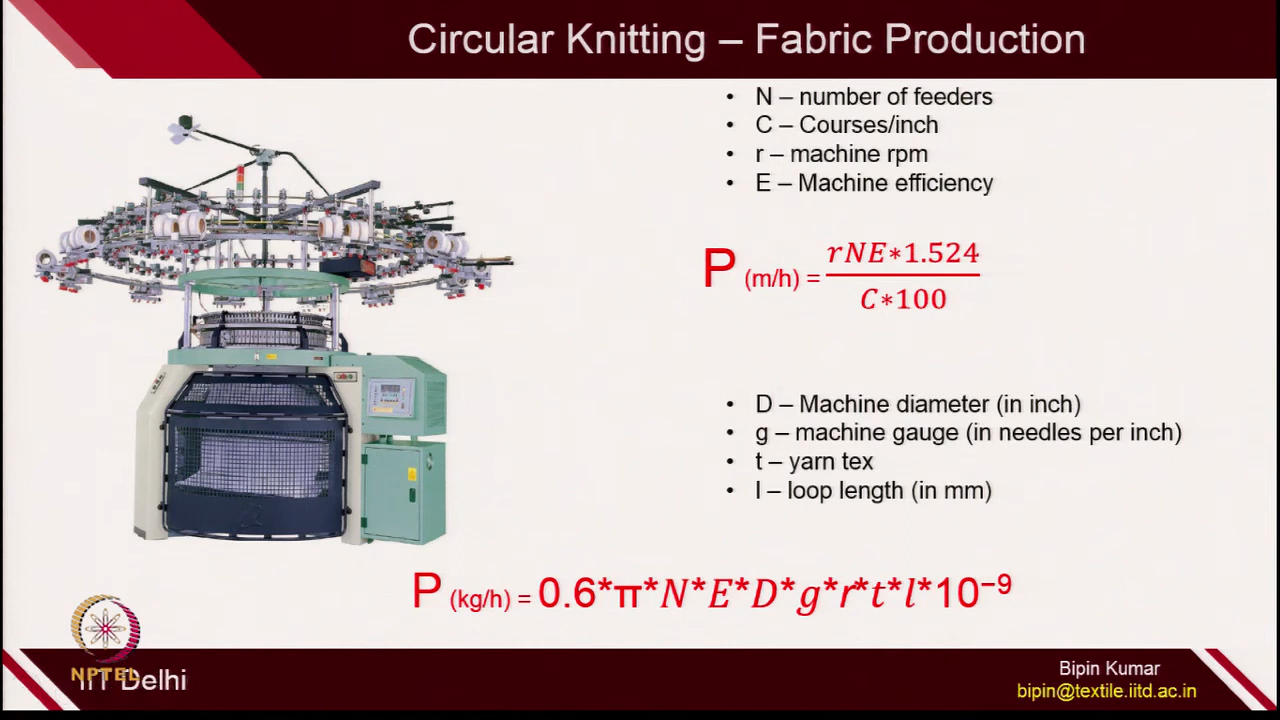 Circular Knitting – Fabric Production
• N – number of feeders
• C – Courses/inch
• r – machine rpm
• E – Machine efficiency
P (m/h) = rNE*1.524
C*100
• D – Machine diameter (in inch)
• g – machine gauge (in needles per inch)
• t – yarn tex
• l – loop length (in mm)
P (kg/h) = 0.6*π*N*E*D*g*r*t*l*10⁻⁹
NPTEL
IIT Delhi
Bipin Kumar
bipin@textile.iitd.ac.in